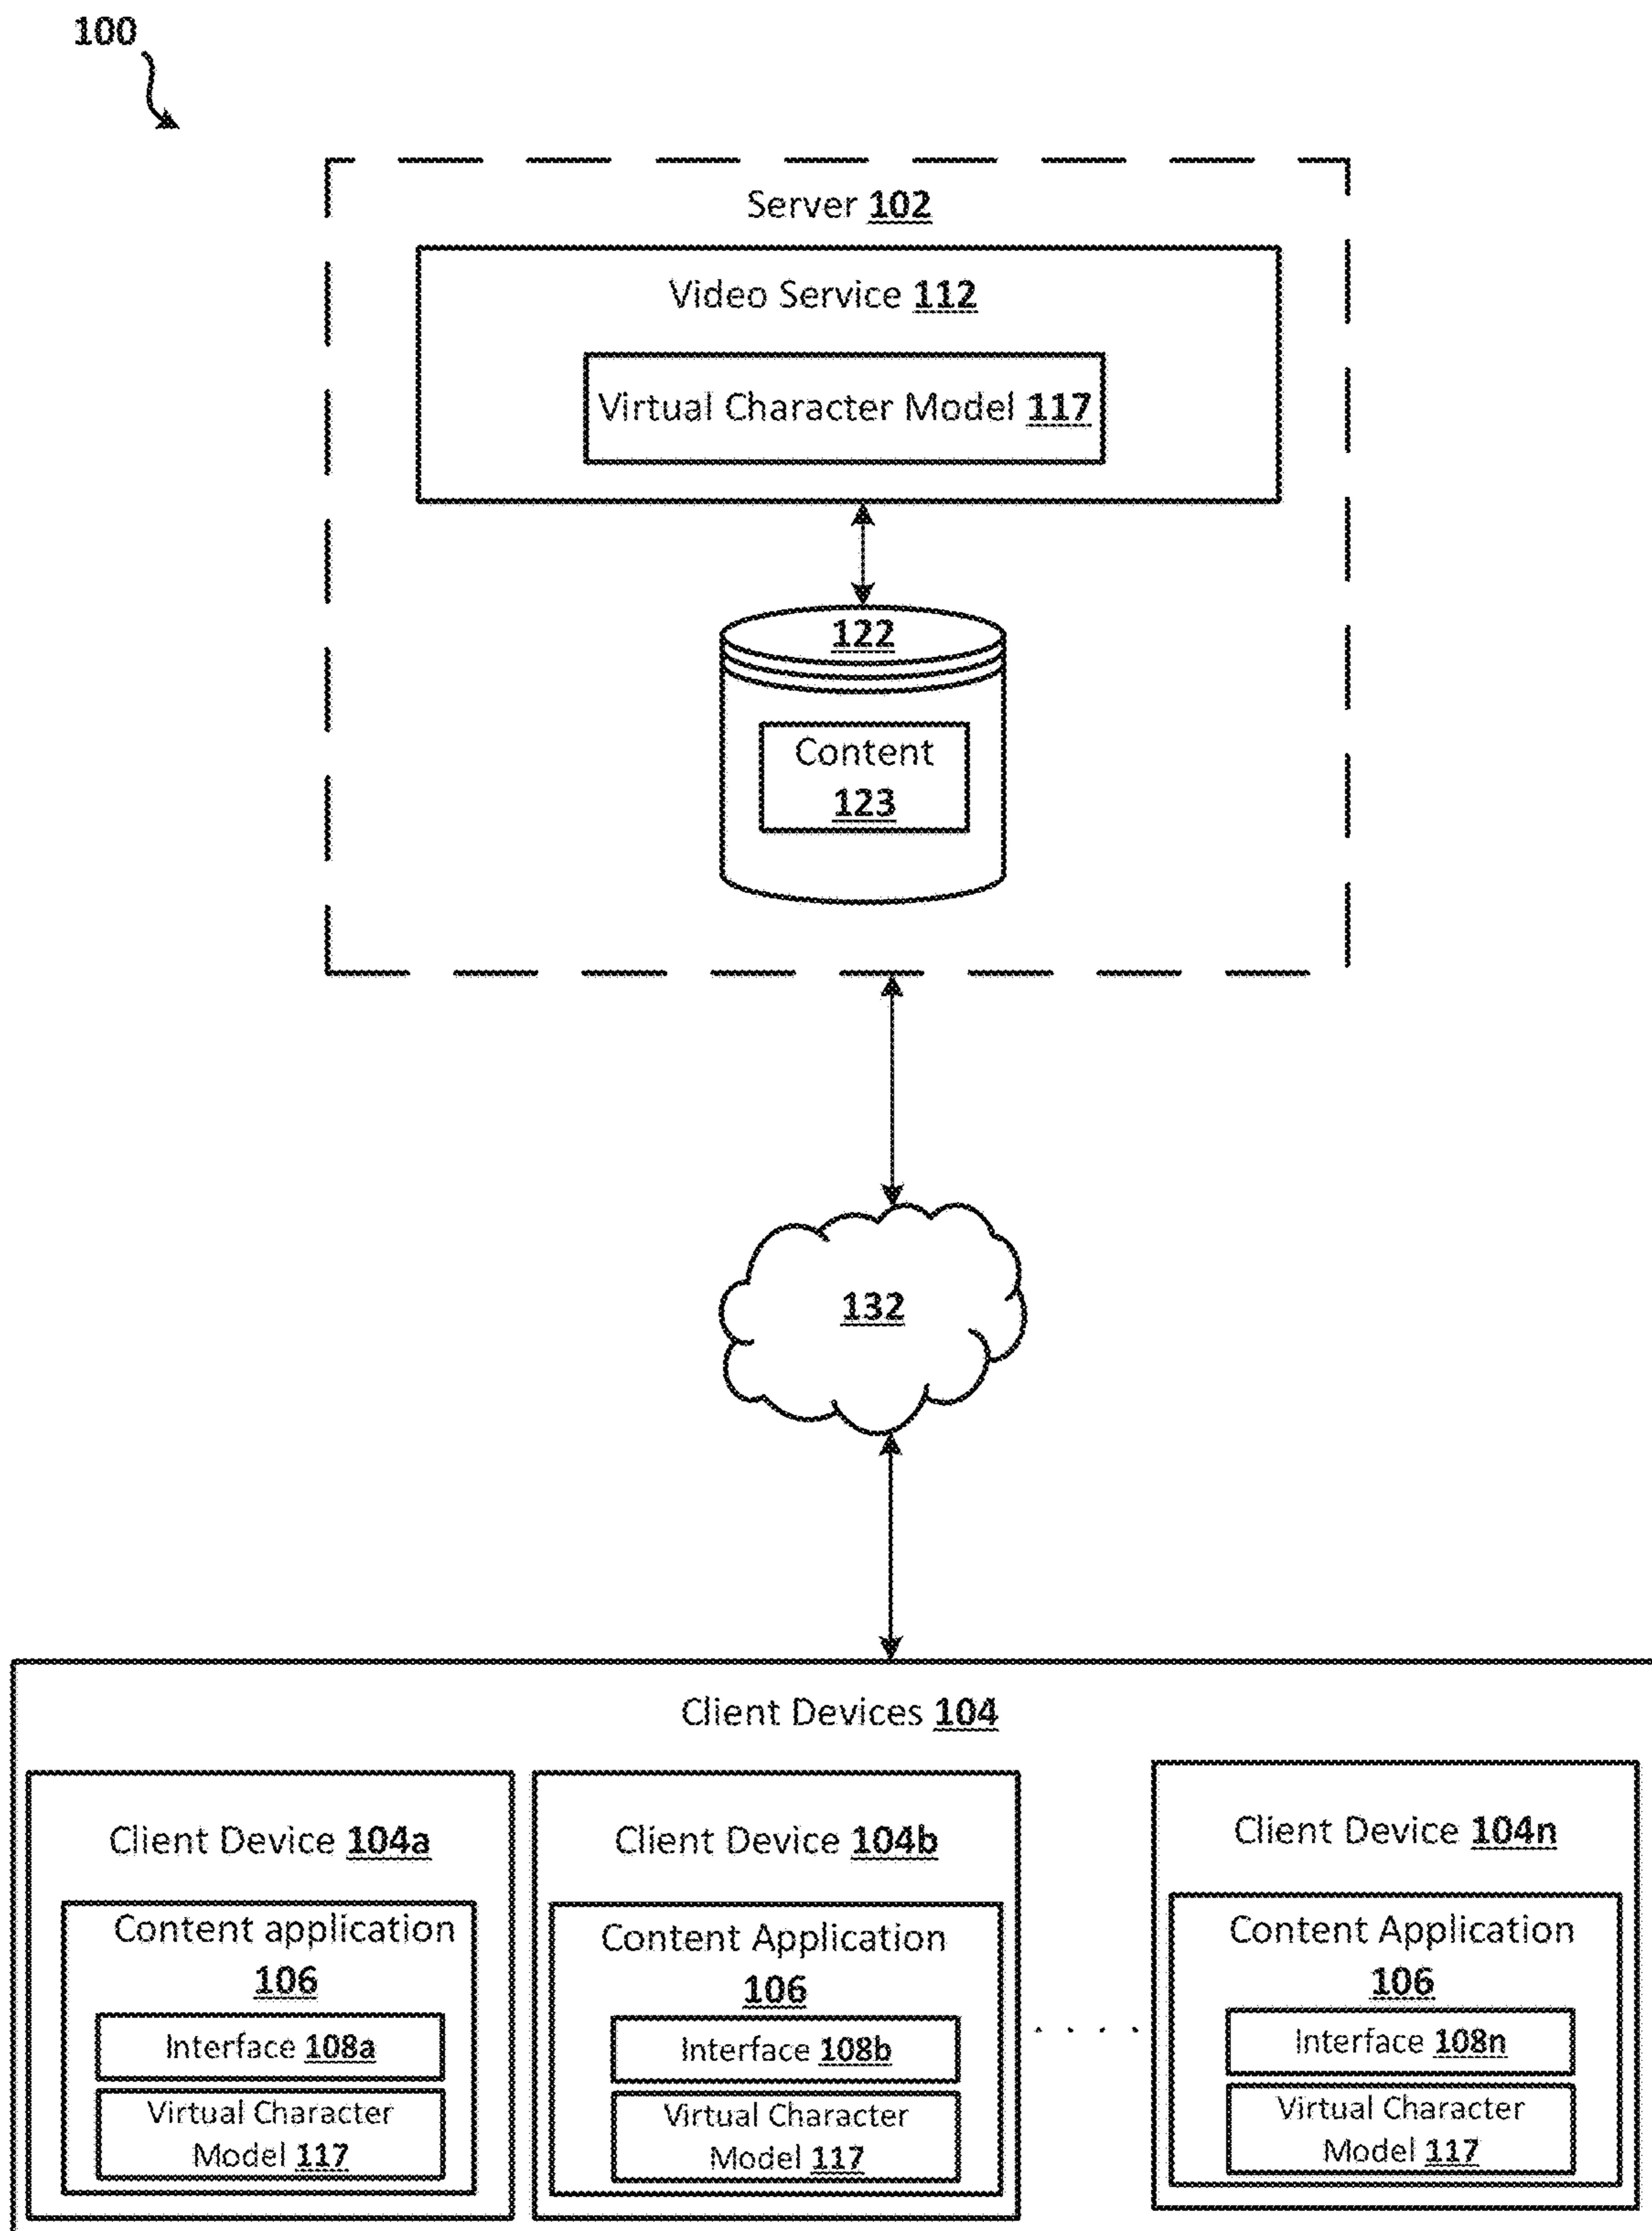 100
Server 102
Video Service 112
Virtual Character Model 117
122
Content
123
132
Client Devices 104
Client Device 104a
Content application
106
Interface 108a
Virtual Character
Model 117
Client Device 104b
Content Application
106
Interface 108b
Virtual Character
Model 117
. . . .
Client Device 104n
Content Application
106
Interface 108n
Virtual Character
Model 117